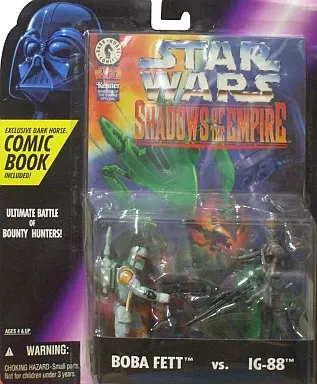 STAR
WARS
Kenner
SHADOWS OF THE EMPIRE
EXCLUSIVE DARK HORSE
COMIC
BOOK
INCLUDED!
ULTIMATE BATTLE
OF
BOUNTY HUNTERS!
AGES 4 & UP
WARNING:
CHOKING HAZARD-Small parts.
Not for children under 3 years.
BOBA FETT™ vs. IG-88™